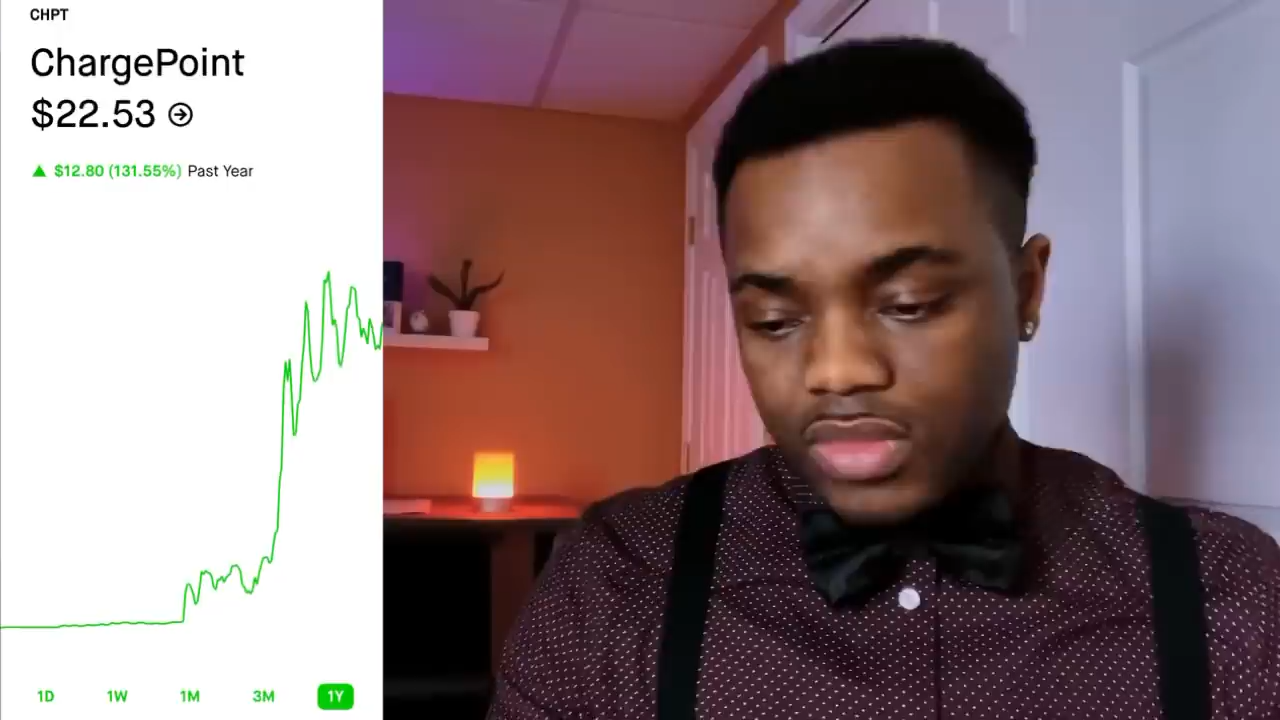 CHPT
ChargePoint
$22.53
$12.80 (131.55%) Past Year
1D 1W 1M 3M 1Y